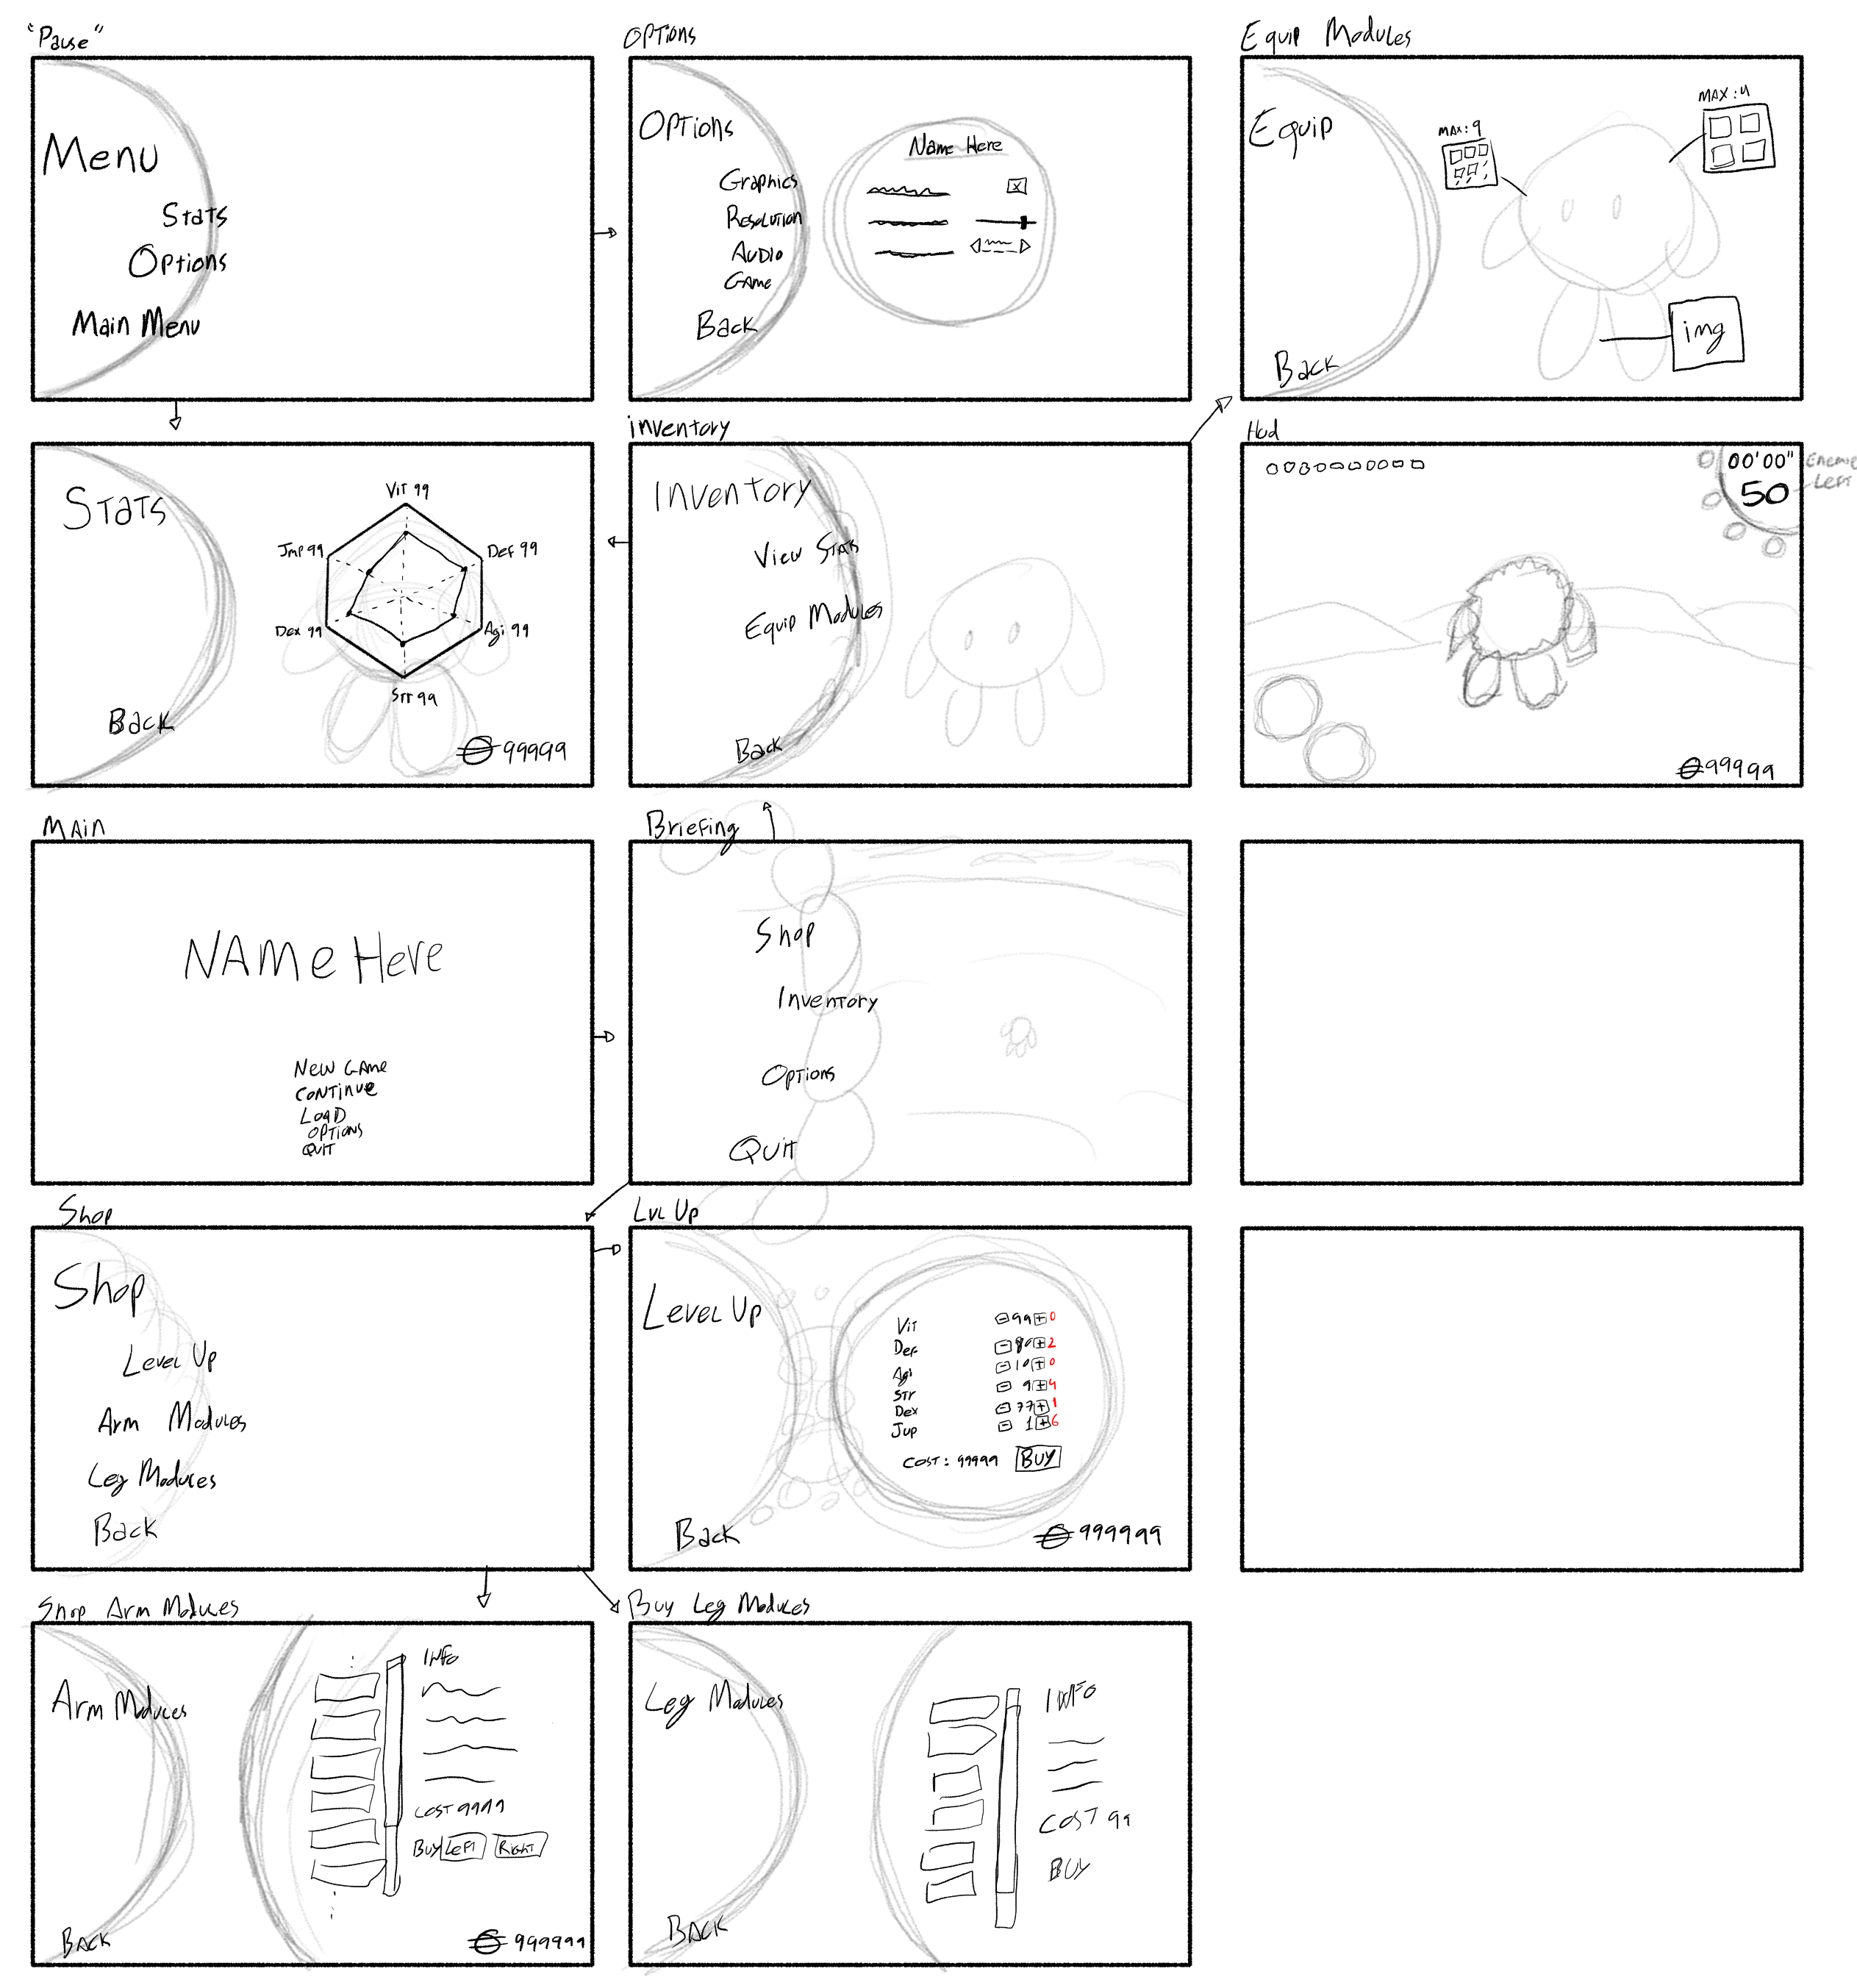 "Pause"
Menu
Stats
Options
Main Menu
Options
Options
Graphics
Resolution
Audio
Game
Back
Name Here
Equip Modules
Equip
Back
MAX: 9
MAX: 4
img
Stats
Back
Vit 99
Def 99
Agi 99
Str 99
Dex 99
Jmp 99
99999
inventory
Inventory
View Stats
Equip Modules
Back
Hud
00'00"
50
Enemie
Left
99999
Main
Name Here
New Game
Continue
Load
Options
Quit
Briefing
Shop
Inventory
Options
Quit
Shop
Shop
Level Up
Arm Modules
Leg Modules
Back
Lvl Up
Level Up
Back
Vit - 99 + 0
Def - 80 + 2
Agi - 10 + 0
Str - 9 + 4
Dex - 77 + 1
Jup - 1 + 6
Cost: 99999 Buy
999999
Shop Arm Modules
Arm Modules
Back
Info
Cost 9999
Buy Left Right
999999
Buy Leg Modules
Leg Modules
Back
Info
Cost 99
Buy